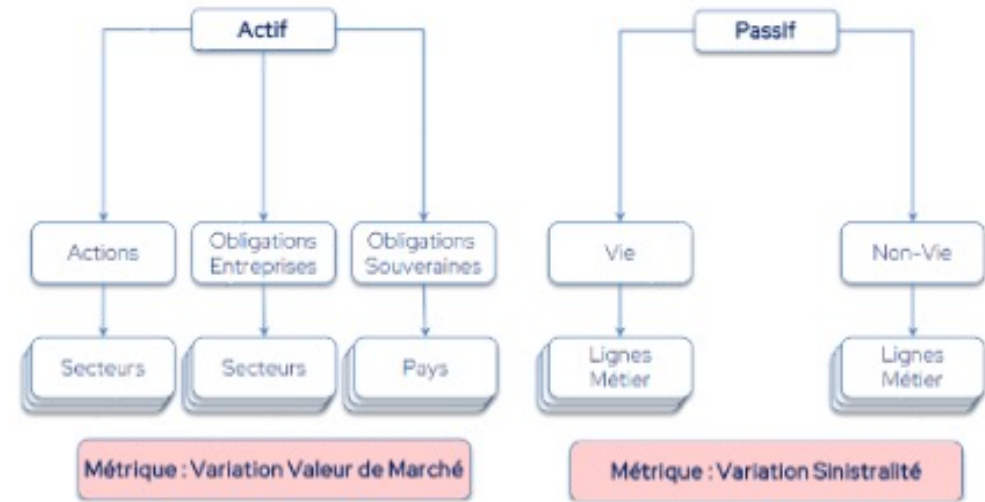 Actif
Passif
Actions
Obligations
Entreprises
Obligations
Souveraines
Vie
Non-Vie
Secteurs
Secteurs
Pays
Lignes
Métier
Lignes
Métier
Métrique : Variation Valeur de Marché
Métrique : Variation Sinistralité